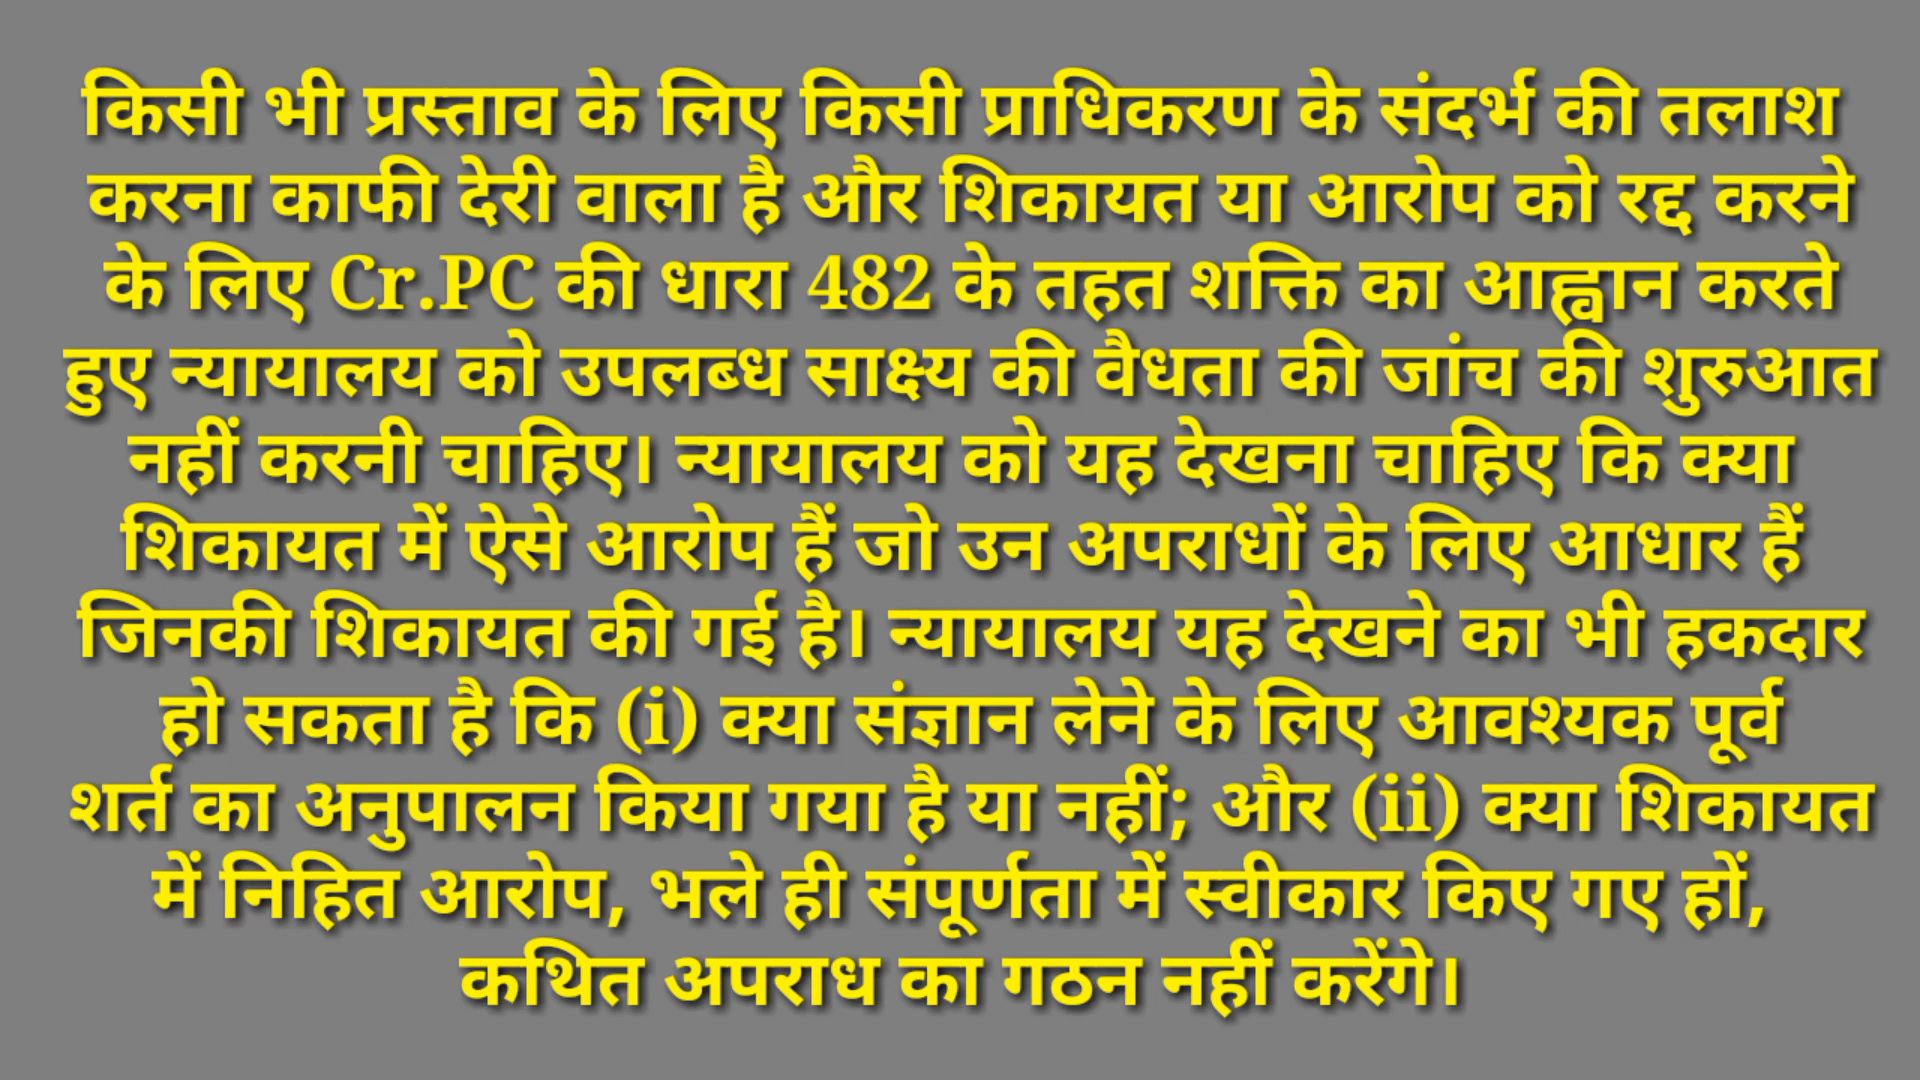 किसी भी प्रस्ताव के लिए किसी प्राधिकरण के संदर्भ की तलाश
करना काफी देरी वाला है और शिकायत या आरोप को रद्द करने
के लिए Cr.PC की धारा 482 के तहत शक्ति का आह्वान करते
हुए न्यायालय को उपलब्ध साक्ष्य की वैधता की जांच की शुरुआत
नहीं करनी चाहिए। न्यायालय को यह देखना चाहिए कि क्या
शिकायत में ऐसे आरोप हैं जो उन अपराधों के लिए आधार हैं
जिनकी शिकायत की गई है। न्यायालय यह देखने का भी हकदार
हो सकता है कि (i) क्या संज्ञान लेने के लिए आवश्यक पूर्व
शर्त का अनुपालन किया गया है या नहीं; और (ii) क्या शिकायत
में निहित आरोप, भले ही संपूर्णता में स्वीकार किए गए हों,
कथित अपराध का गठन नहीं करेंगे।